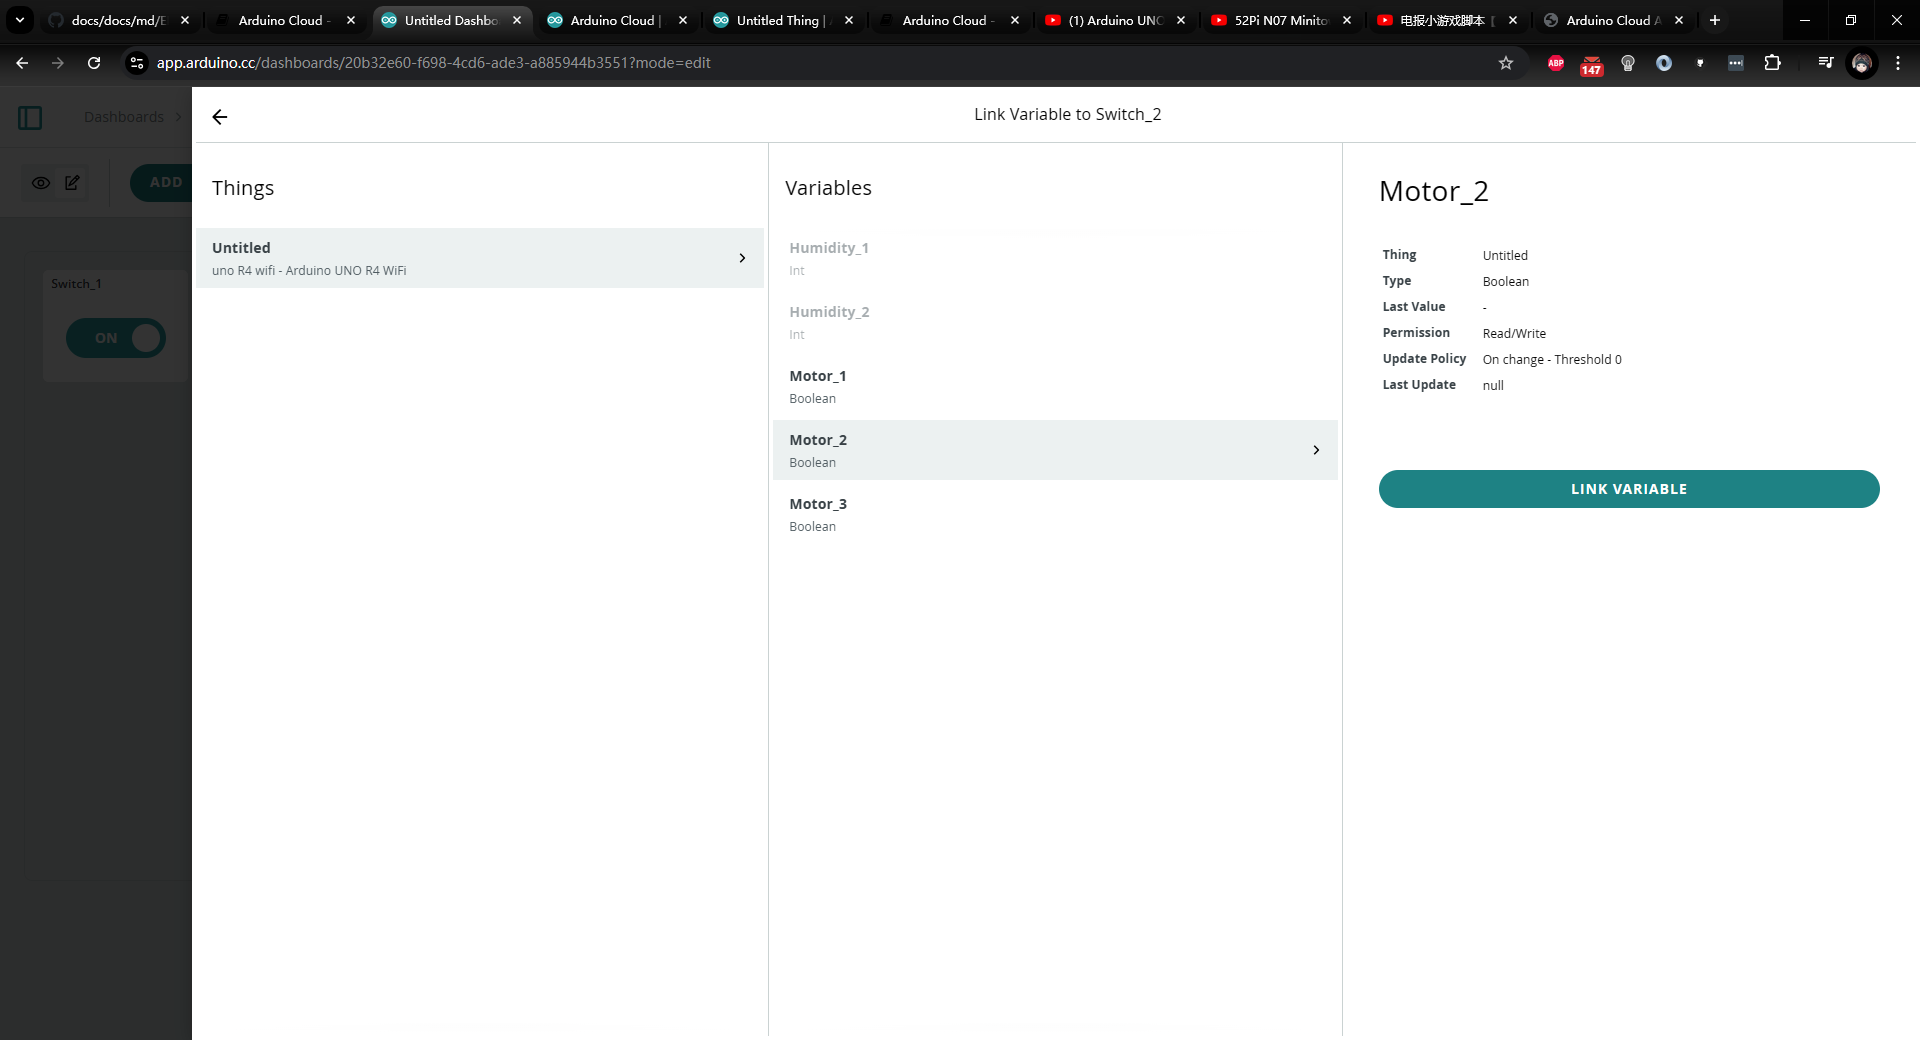 docs/docs/md/E
Arduino Cloud -
Untitled Dashbo
Arduino Cloud |
Untitled Thing |
Arduino Cloud -
(1) Arduino UNO
52Pi N07 Minito
电报小游戏脚本
Arduino Cloud A
app.arduino.cc/dashboards/20b32e60-f698-4cd6-ade3-a885944b3551?mode=edit
ABP
147
Dashboards
Link Variable to Switch_2
ADD
Switch_1
ON
Things
Untitled
uno R4 wifi - Arduino UNO R4 WiFi
Variables
Humidity_1
Int
Humidity_2
Int
Motor_1
Boolean
Motor_2
Boolean
Motor_3
Boolean
Motor_2
Thing Untitled
Type Boolean
Last Value -
Permission Read/Write
Update Policy On change - Threshold 0
Last Update null
LINK VARIABLE